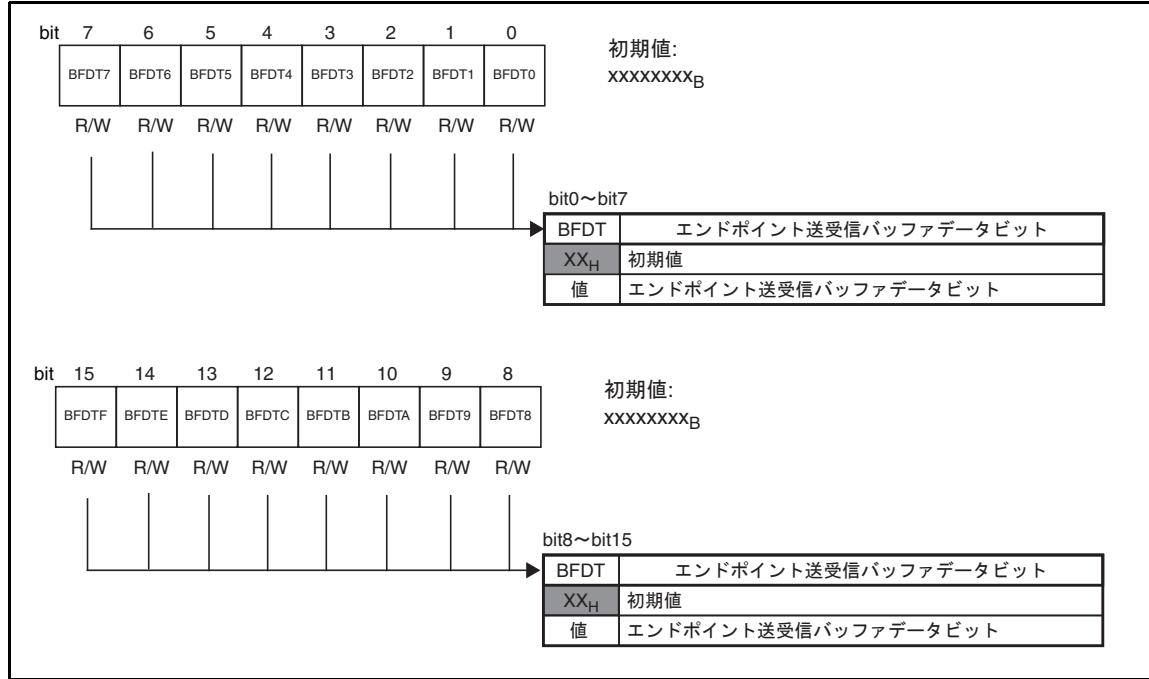 bit 7 6 5 4 3 2 1 0
初期値:
BFDT7 BFDT6 BFDT5 BFDT4 BFDT3 BFDT2 BFDT1 BFDT0
xxxxxxxxB
R/W R/W R/W R/W R/W R/W R/W R/W
bit0～bit7
BFDT エンドポイント送受信バッファデータビット
XXH 初期値
値 エンドポイント送受信バッファデータビット
bit 15 14 13 12 11 10 9 8
初期値:
BFDTF BFDTE BFDTD BFDTC BFDTB BFDTA BFDT9 BFDT8
xxxxxxxxB
R/W R/W R/W R/W R/W R/W R/W R/W
bit8～bit15
BFDT エンドポイント送受信バッファデータビット
XXH 初期値
値 エンドポイント送受信バッファデータビット